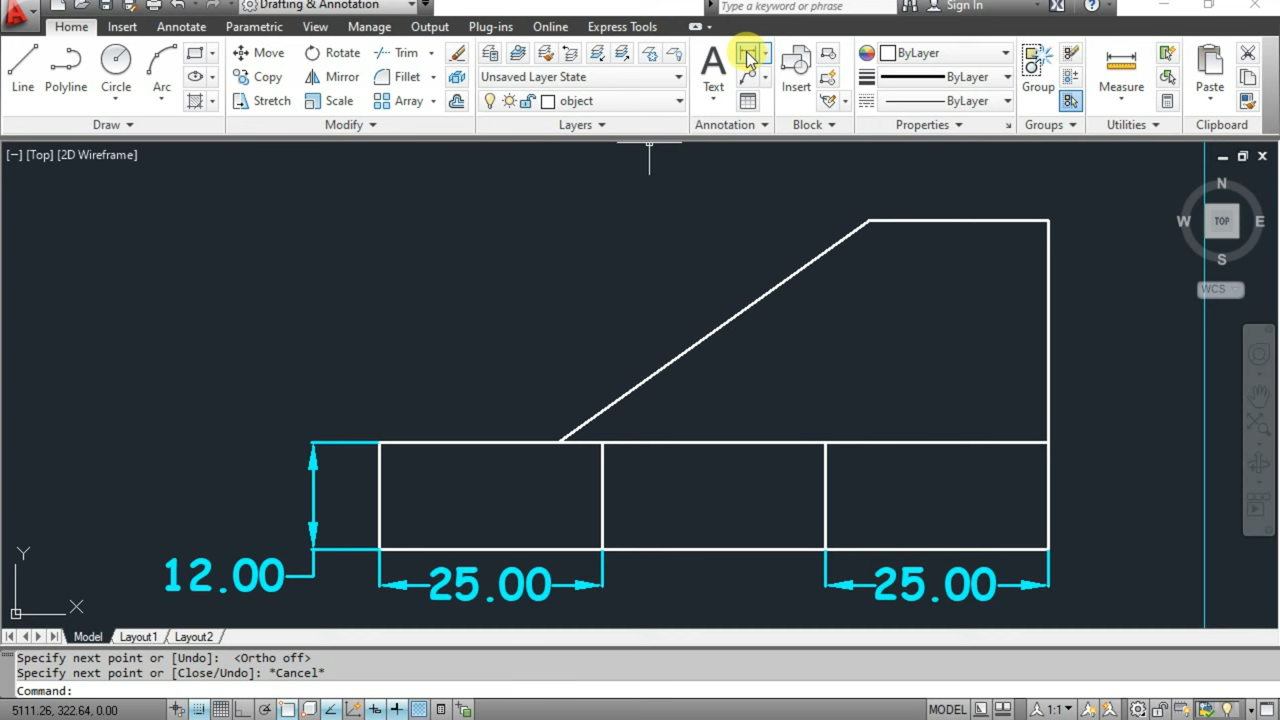 Drafting & Annotation
Type a keyword or phrase
Sign In
Home Insert Annotate Parametric View Manage Output Plug-ins Online Express Tools
Line Polyline Circle Arc
Move Rotate Trim
Copy Mirror Fillet
Stretch Scale Array
Unsaved Layer State
object
Text
Insert
ByLayer
ByLayer
ByLayer
Group
Measure
Paste
Draw Modify Layers Annotation Block Properties Groups Utilities Clipboard
[−] [Top] [2D Wireframe]
N
W TOP E
S
WCS
12.00
25.00
25.00
Y
X
Model Layout1 Layout2
Specify next point or [Undo]: <Ortho off>
Specify next point or [Close/Undo]: *Cancel*
Command:
5111.26, 322.64, 0.00
MODEL
1:1